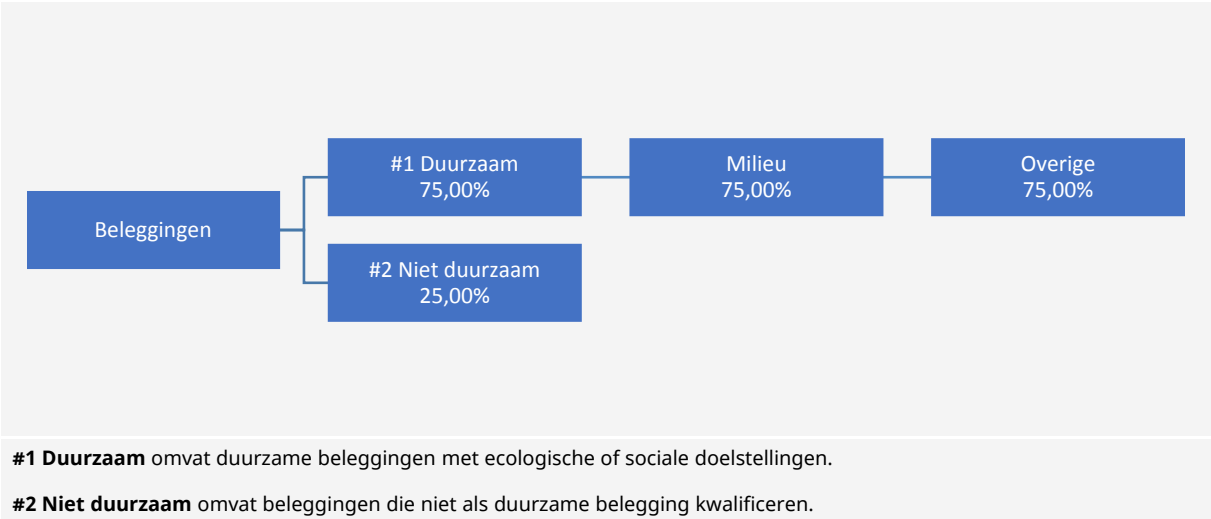 Beleggingen
#1 Duurzaam
75,00%
Milieu
75,00%
Overige
75,00%
#2 Niet duurzaam
25,00%
#1 Duurzaam omvat duurzame beleggingen met ecologische of sociale doelstellingen.
#2 Niet duurzaam omvat beleggingen die niet als duurzame belegging kwalificeren.